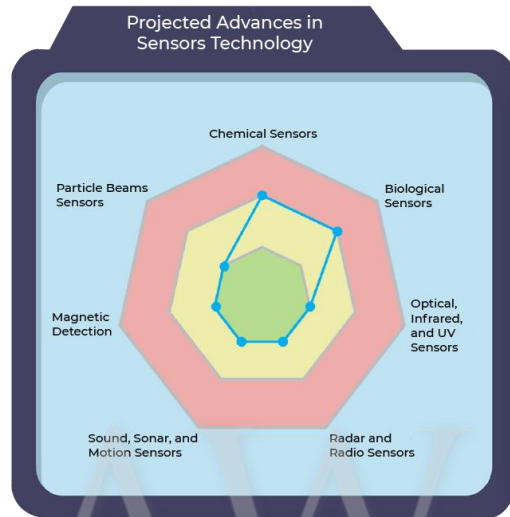 Projected Advances in
Sensors Technology
Chemical Sensors
Particle Beams
Sensors
Biological
Sensors
Magnetic
Detection
Optical,
Infrared,
and UV
Sensors
Sound, Sonar, and
Motion Sensors
Radar and
Radio Sensors